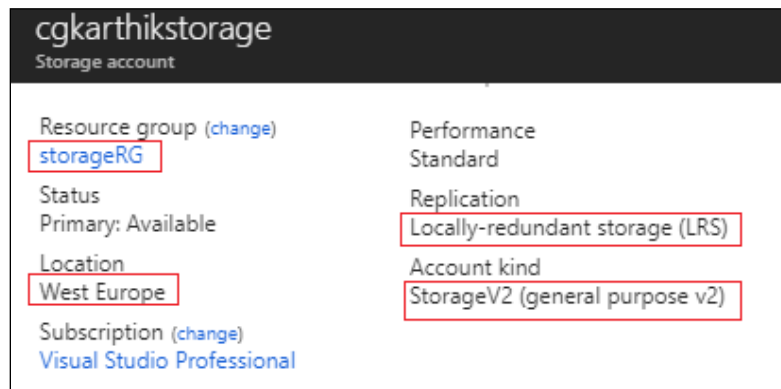 cgkarthikstorage
Storage account
Resource group (change)
storageRG
Status
Primary: Available
Location
West Europe
Subscription (change)
Visual Studio Professional
Performance
Standard
Replication
Locally-redundant storage (LRS)
Account kind
StorageV2 (general purpose v2)